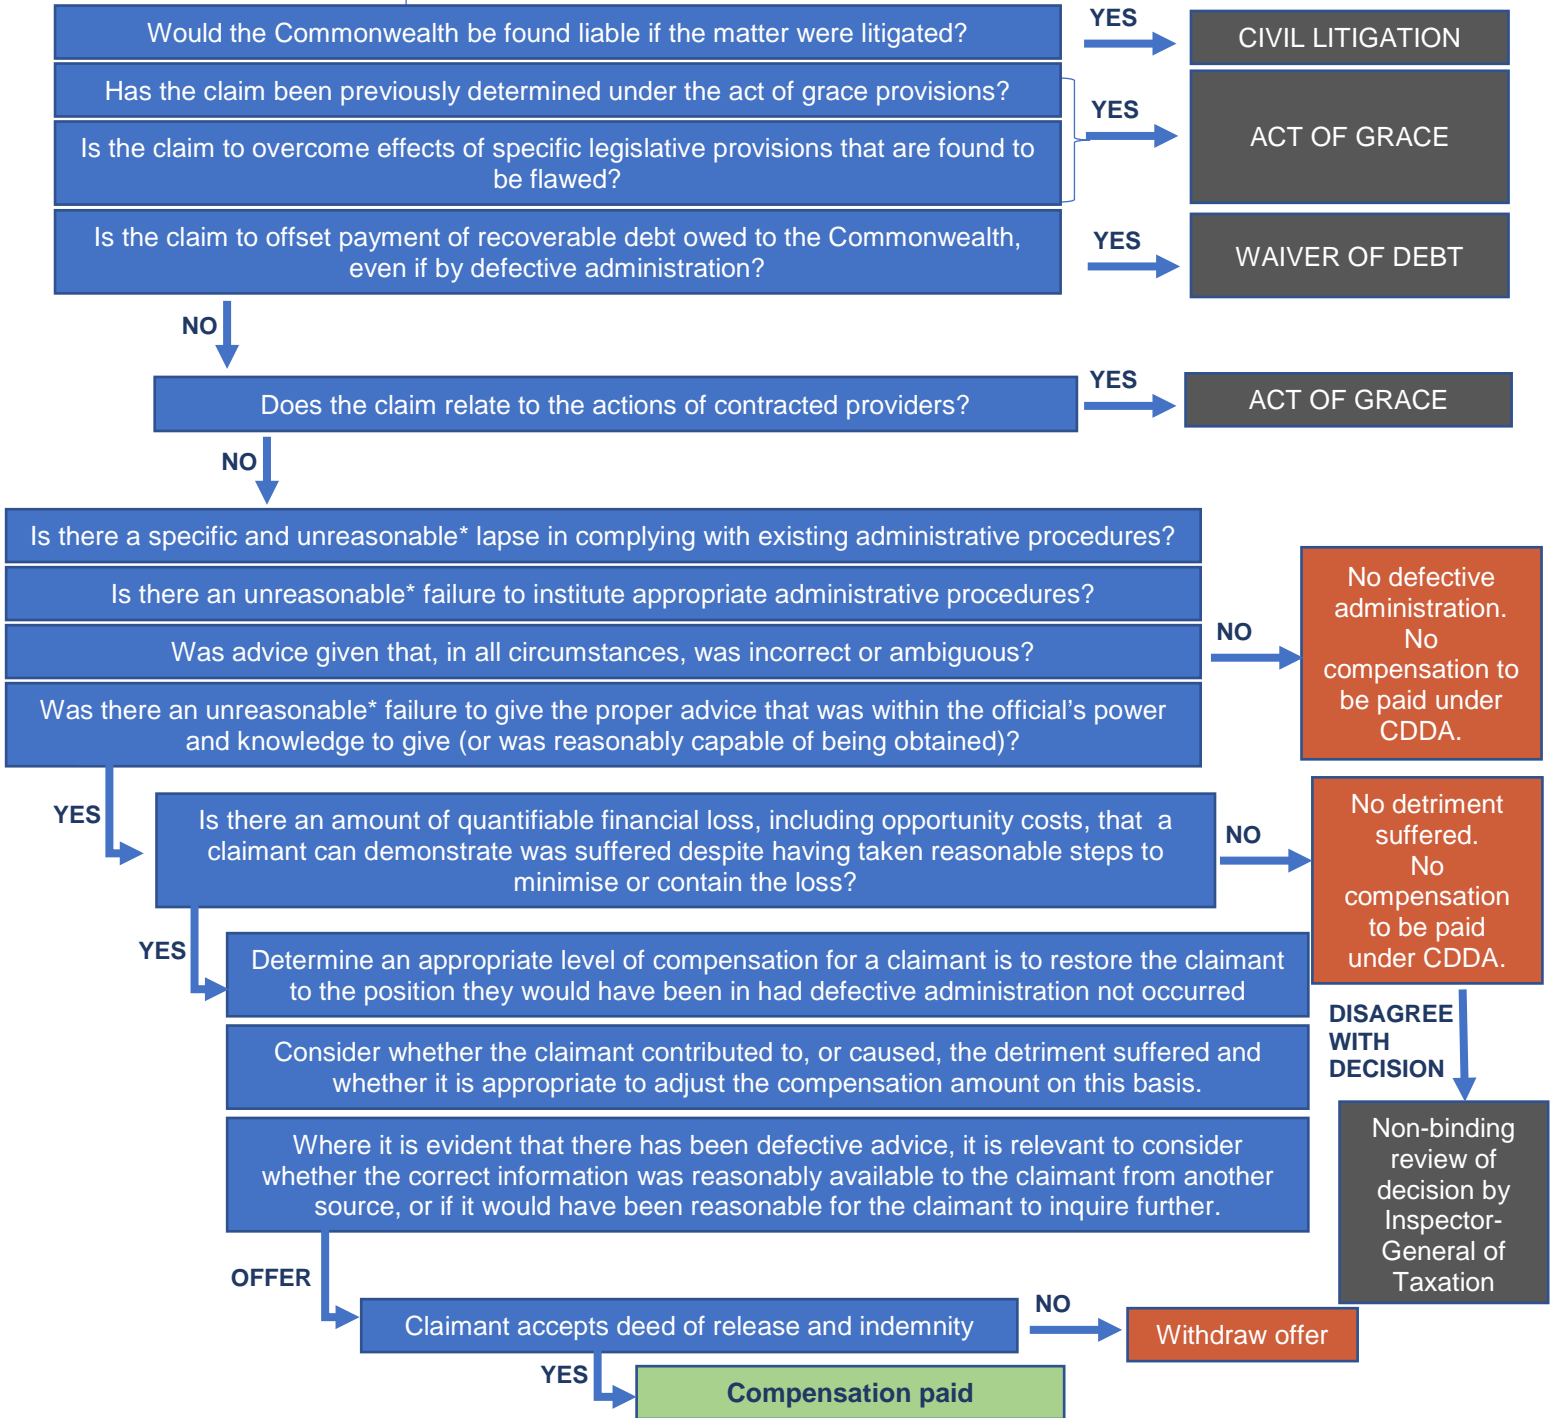 Would the Commonwealth be found liable if the matter were litigated?
YES
CIVIL LITIGATION
Has the claim been previously determined under the act of grace provisions?
Is the claim to overcome effects of specific legislative provisions that are found to
be flawed?
YES
ACT OF GRACE
Is the claim to offset payment of recoverable debt owed to the Commonwealth,
even if by defective administration?
YES
WAIVER OF DEBT
NO
Does the claim relate to the actions of contracted providers?
YES
ACT OF GRACE
NO
Is there a specific and unreasonable* lapse in complying with existing administrative procedures?
Is there an unreasonable* failure to institute appropriate administrative procedures?
Was advice given that, in all circumstances, was incorrect or ambiguous?
Was there an unreasonable* failure to give the proper advice that was within the official's power
and knowledge to give (or was reasonably capable of being obtained)?
NO
No defective
administration.
No
compensation to
be paid under
CDDA.
YES
Is there an amount of quantifiable financial loss, including opportunity costs, that a
claimant can demonstrate was suffered despite having taken reasonable steps to
minimise or contain the loss?
NO
No detriment
suffered.
No
compensation
to be paid
under CDDA.
YES
Determine an appropriate level of compensation for a claimant is to restore the claimant
to the position they would have been in had defective administration not occurred
Consider whether the claimant contributed to, or caused, the detriment suffered and
whether it is appropriate to adjust the compensation amount on this basis.
Where it is evident that there has been defective advice, it is relevant to consider
whether the correct information was reasonably available to the claimant from another
source, or if it would have been reasonable for the claimant to inquire further.
DISAGREE
WITH
DECISION
Non-binding
review of
decision by
Inspector-
General of
Taxation
OFFER
Claimant accepts deed of release and indemnity
NO
Withdraw offer
YES
Compensation paid